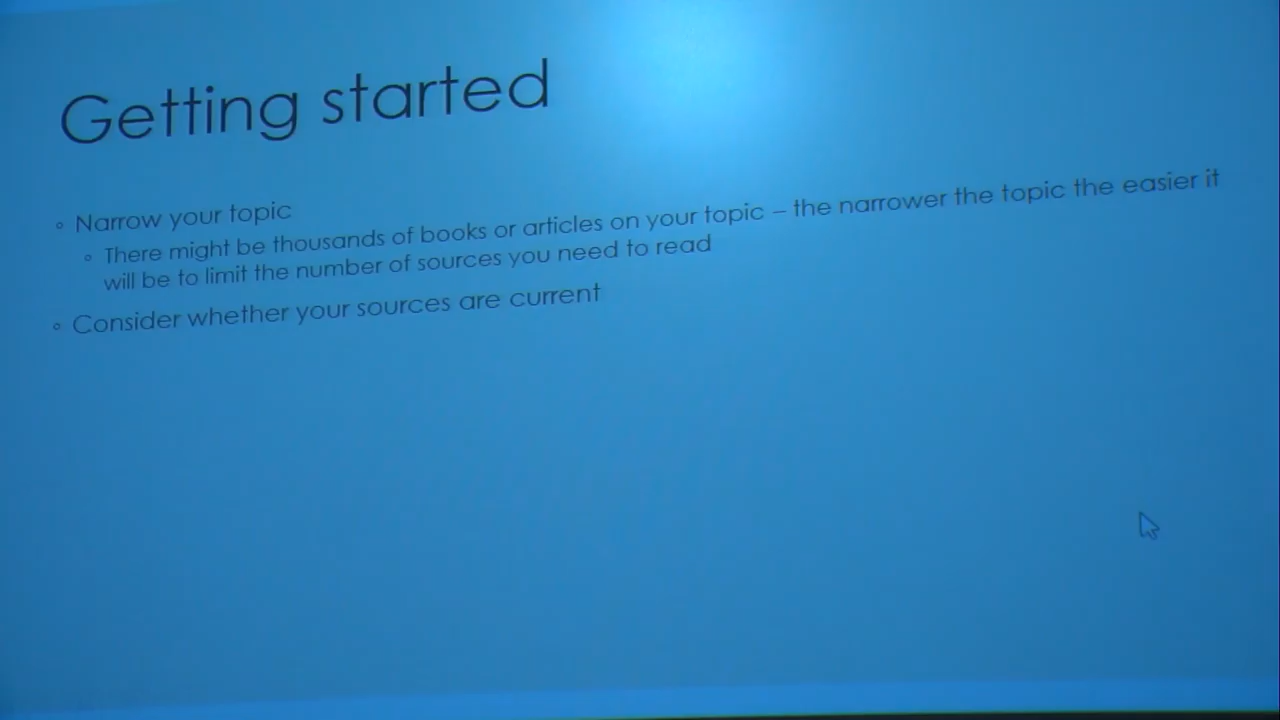 Getting started
◦ Narrow your topic
◦ There might be thousands of books or articles on your topic – the narrower the topic the easier it
will be to limit the number of sources you need to read
◦ Consider whether your sources are current